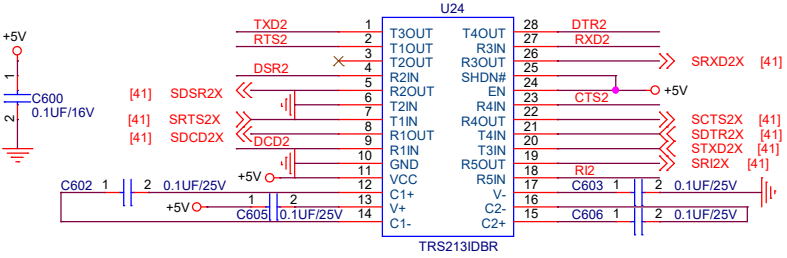 U24
TXD2 1 T3OUT T4OUT 28 DTR2
RTS2 2 T1OUT R3IN 27 RXD2
+5V 3 T2OUT R3OUT 26 SRXD2X [41]
DSR2 4 R2IN SHDN# 25
1 [41] SDSR2X 5 R2OUT EN 24 +5V
C600 6 T2IN R4IN 23 CTS2
0.1UF/16V
2 [41] SRTS2X 7 T1IN R4OUT 22 SCTS2X [41]
[41] SDCD2X 8 R1OUT T4IN 21 SDTR2X [41]
DCD2 9 R1IN T3IN 20 STXD2X [41]
10 GND R5OUT 19 SRI2X [41]
+5V 11 VCC R5IN 18 RI2
C602 1 2 0.1UF/25V 12 C1+ V- 17 C603 1 2 0.1UF/25V
+5V 1 2 13 V+ C2- 16
C605 0.1UF/25V 14 C1- C2+ 15 C606 1 2 0.1UF/25V
TRS213IDBR